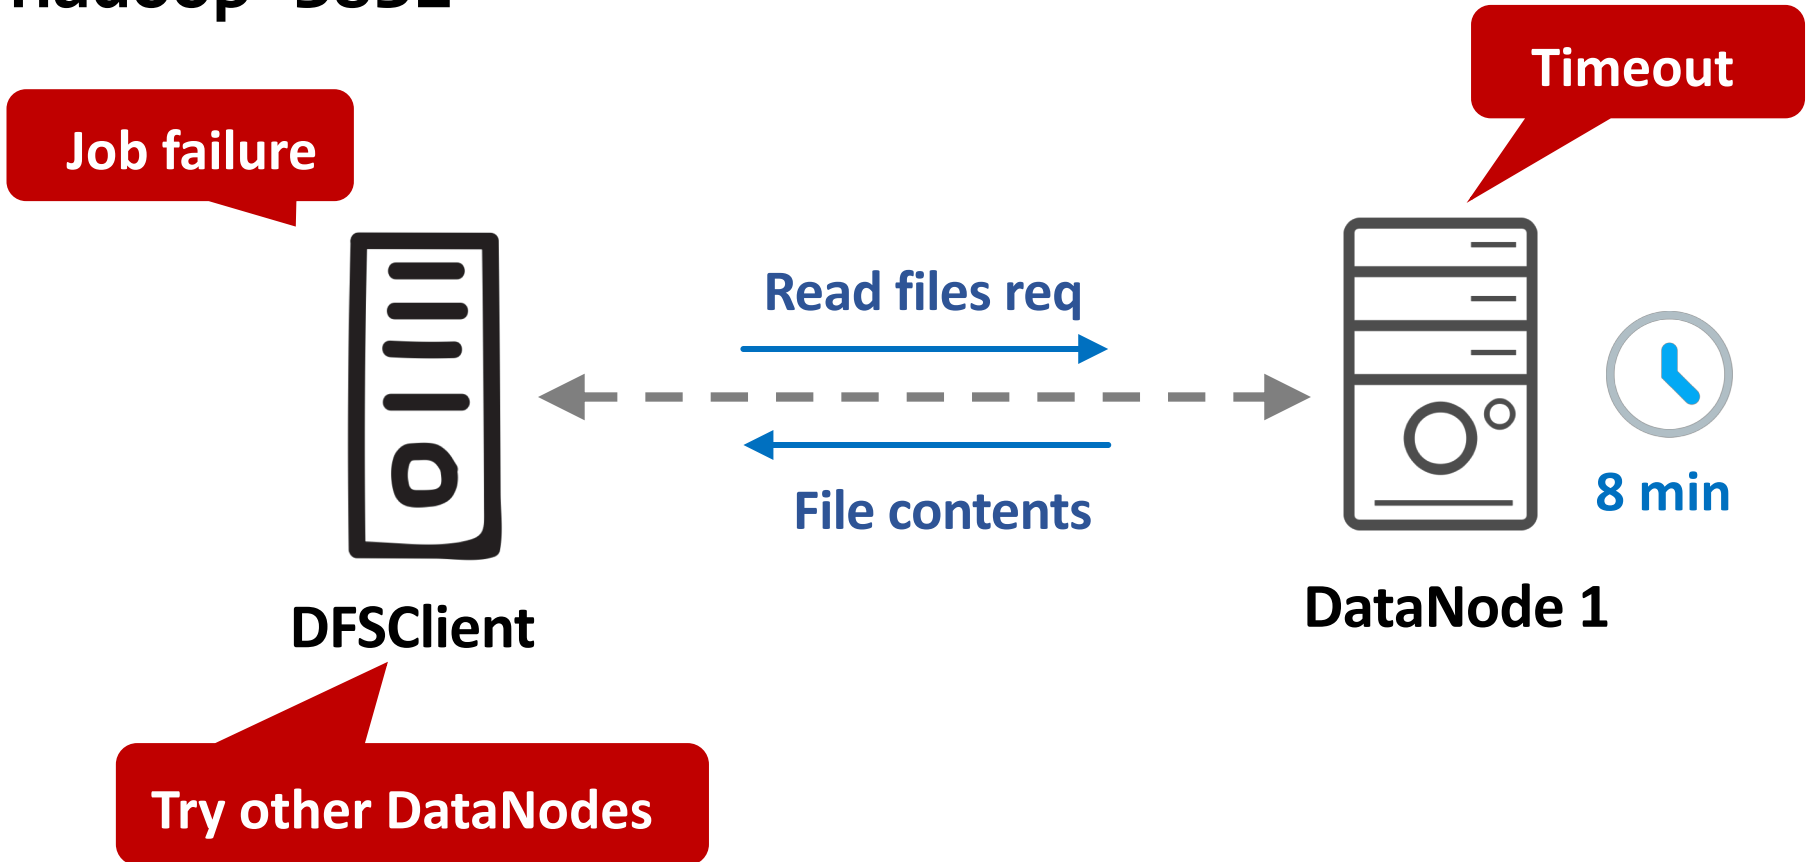 Timeout
Job failure
Read files req
File contents
8 min
DataNode 1
DFSClient
Try other DataNodes